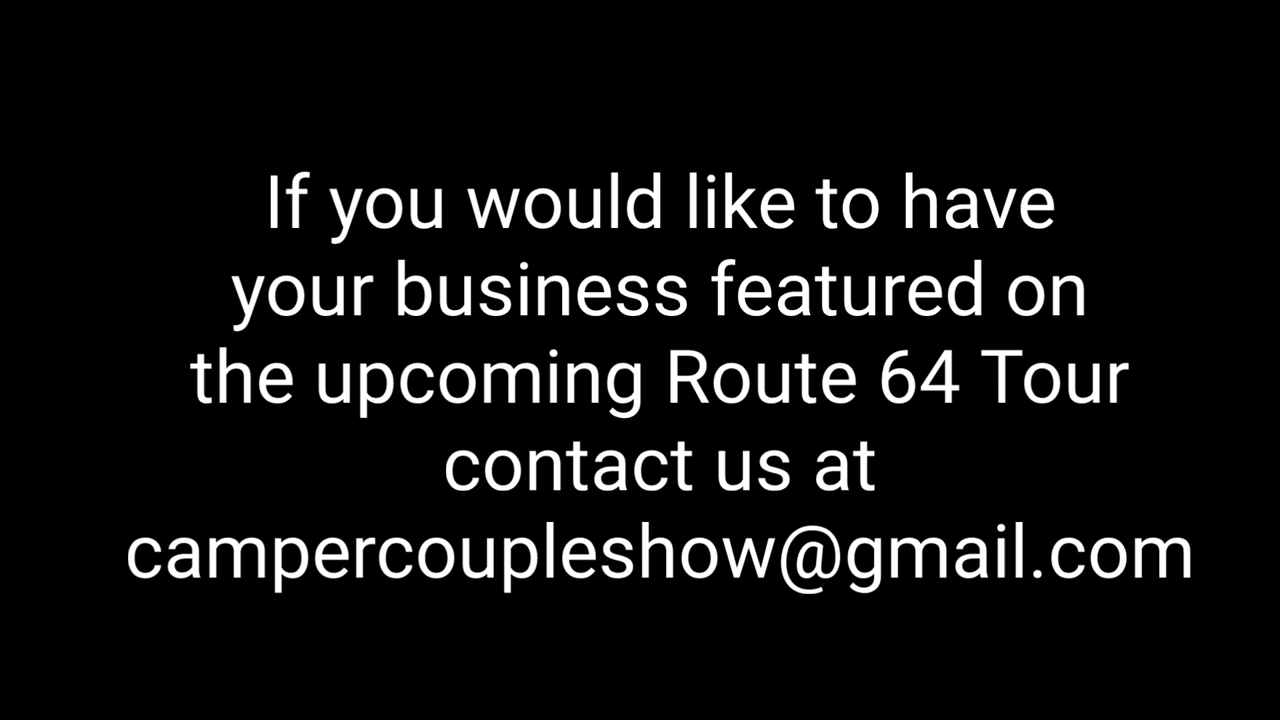 If you would like to have
your business featured on
the upcoming Route 64 Tour
contact us at
campercoupleshow@gmail.com